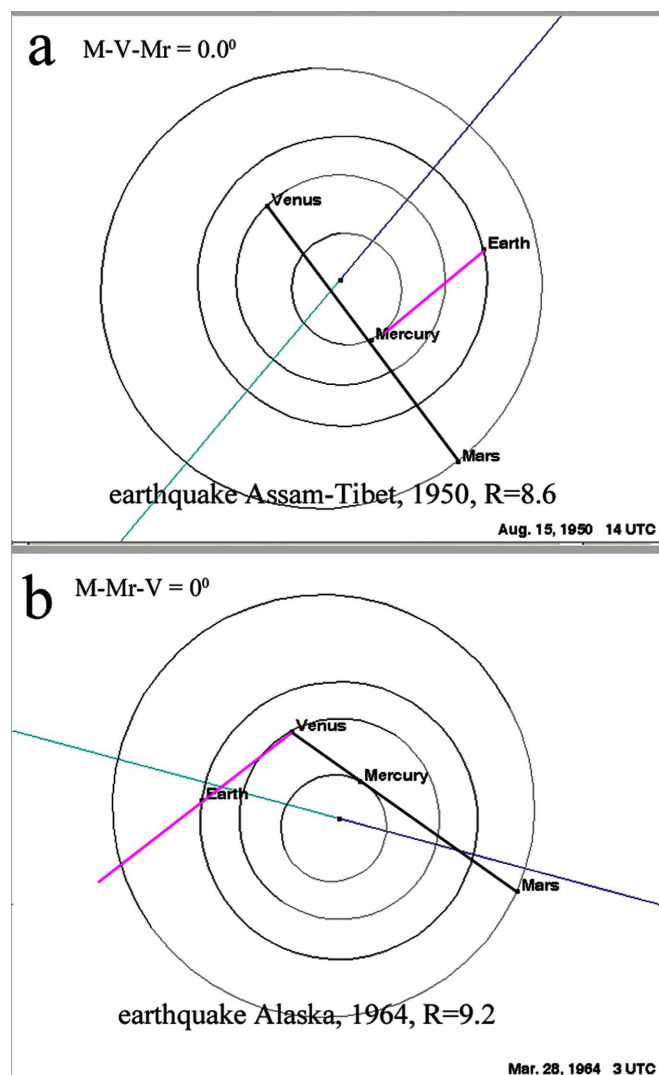 a
M-V-Mr = 0.0⁰
Venus
Earth
Mercury
Mars
earthquake Assam-Tibet, 1950, R=8.6
Aug. 15, 1950 14 UTC
b
M-Mr-V = 0⁰
Venus
Mercury
Earth
Mars
earthquake Alaska, 1964, R=9.2
Mar. 28, 1964 3 UTC